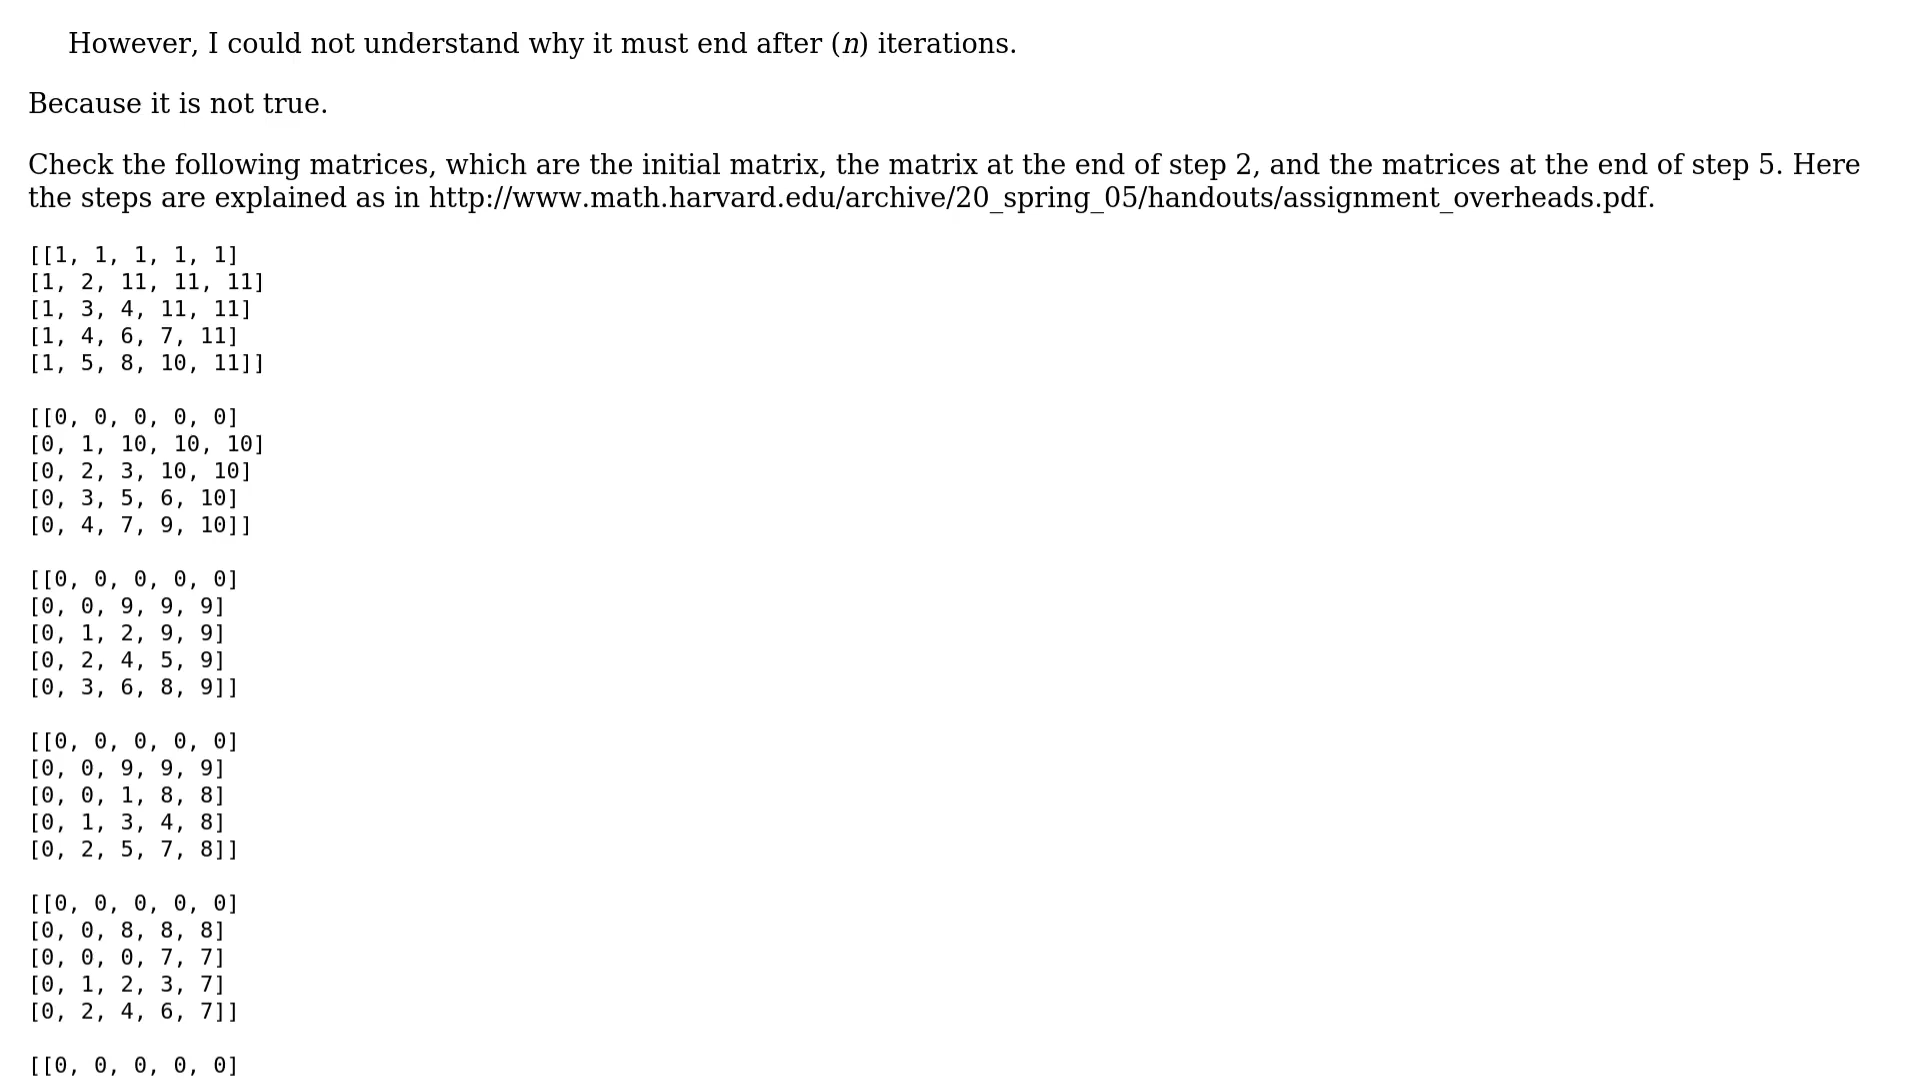 However, I could not understand why it must end after (n) iterations.
Because it is not true.
Check the following matrices, which are the initial matrix, the matrix at the end of step 2, and the matrices at the end of step 5. Here
the steps are explained as in http://www.math.harvard.edu/archive/20_spring_05/handouts/assignment_overheads.pdf.
[[1, 1, 1, 1, 1]
[1, 2, 11, 11, 11]
[1, 3, 4, 11, 11]
[1, 4, 6, 7, 11]
[1, 5, 8, 10, 11]]
[[0, 0, 0, 0, 0]
[0, 1, 10, 10, 10]
[0, 2, 3, 10, 10]
[0, 3, 5, 6, 10]
[0, 4, 7, 9, 10]]
[[0, 0, 0, 0, 0]
[0, 0, 9, 9, 9]
[0, 1, 2, 9, 9]
[0, 2, 4, 5, 9]
[0, 3, 6, 8, 9]]
[[0, 0, 0, 0, 0]
[0, 0, 9, 9, 9]
[0, 0, 1, 8, 8]
[0, 1, 3, 4, 8]
[0, 2, 5, 7, 8]]
[[0, 0, 0, 0, 0]
[0, 0, 8, 8, 8]
[0, 0, 0, 7, 7]
[0, 1, 2, 3, 7]
[0, 2, 4, 6, 7]]
[[0, 0, 0, 0, 0]